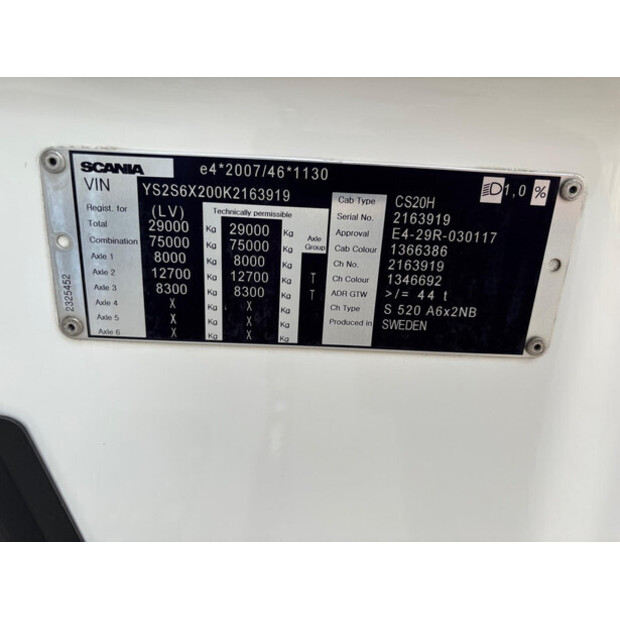 SCANIA e4*2007/46*1130
VIN YS2S6X200K2163919
Regist. for (LV) Technically permissible Axle Group
Total 29000 Kg 29000 Kg
Combination 75000 Kg 75000 Kg
Axle 1 8000 Kg 8000 Kg
Axle 2 12700 Kg 12700 Kg T
Axle 3 8300 Kg 8300 Kg T
Axle 4 X Kg X Kg
Axle 5 X Kg X Kg
Axle 6 X Kg X Kg
2325452
Cab Type CS20H
Serial No. 2163919
Approval E4-29R-030117
Cab Colour 1366386
Ch No. 2163919
Ch Colour 1346692
ADR GTW >/= 44 t
Ch Type S 520 A6x2NB
Produced in SWEDEN
1,0 %